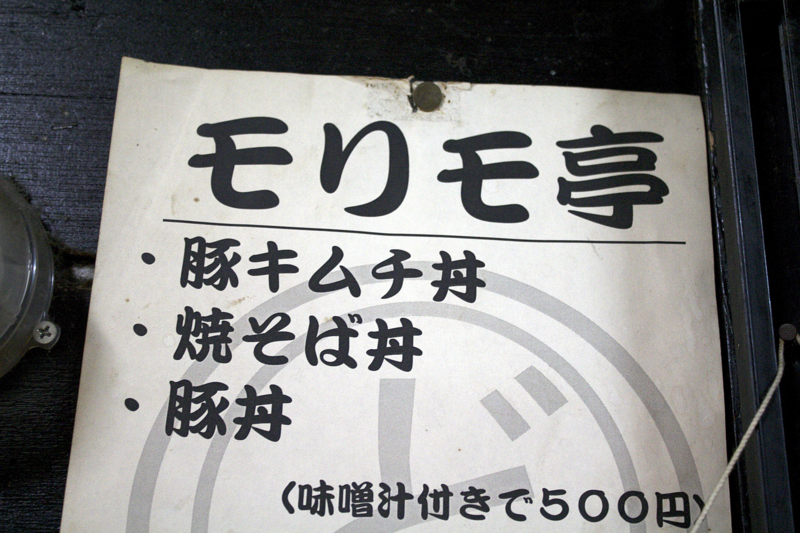 モリモ亭
・豚キムチ丼
・焼そば丼
・豚丼
（味噌汁付きで５００円）
ど